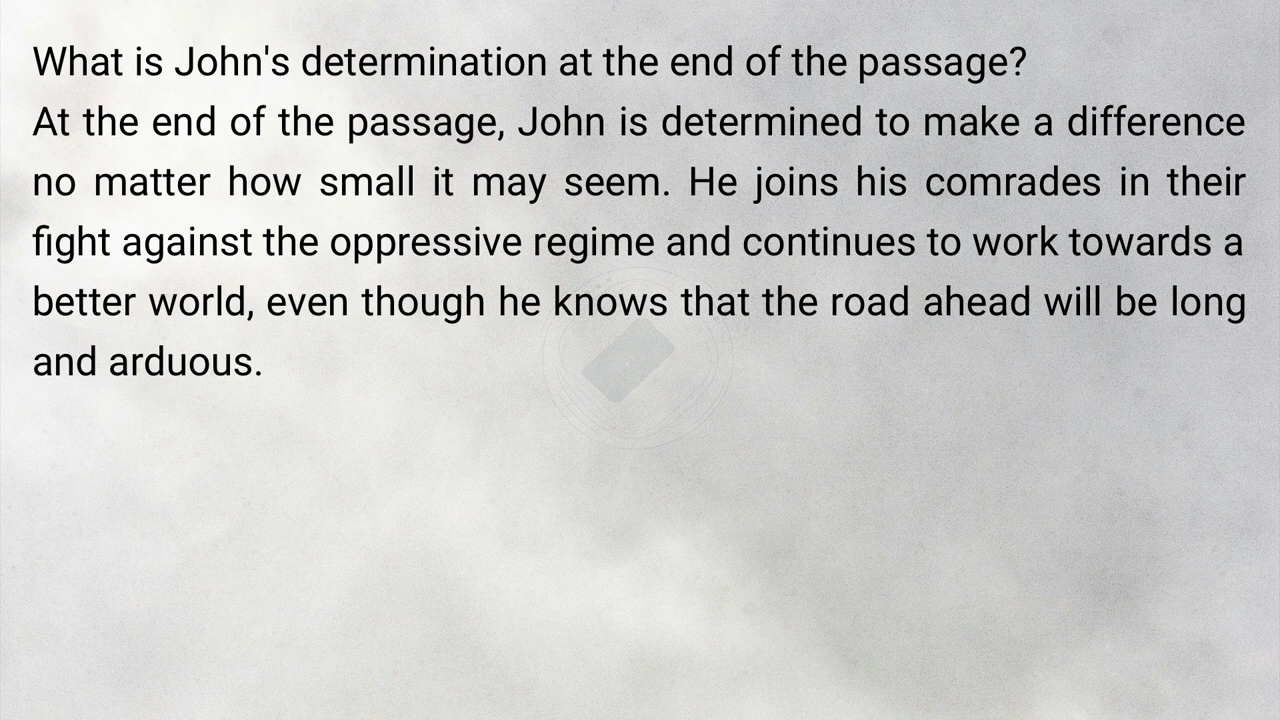 What is John's determination at the end of the passage?
At the end of the passage, John is determined to make a difference
no matter how small it may seem. He joins his comrades in their
fight against the oppressive regime and continues to work towards a
better world, even though he knows that the road ahead will be long
and arduous.